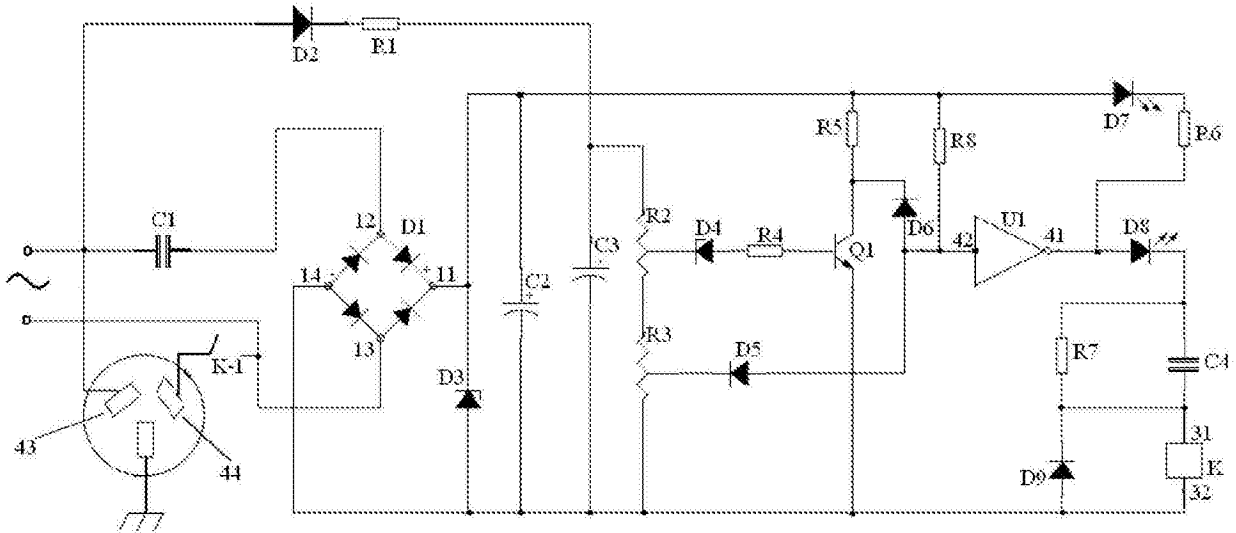 D2
R1
D7
R5
R8
R6
C1
12
D1
R2
D4
R4
D6
U1
42
41
D8
Q1
14
11
C3
+
C2
+
13
R3
K-1
D3
D5
R7
C4
43
44
31
D9
K
32